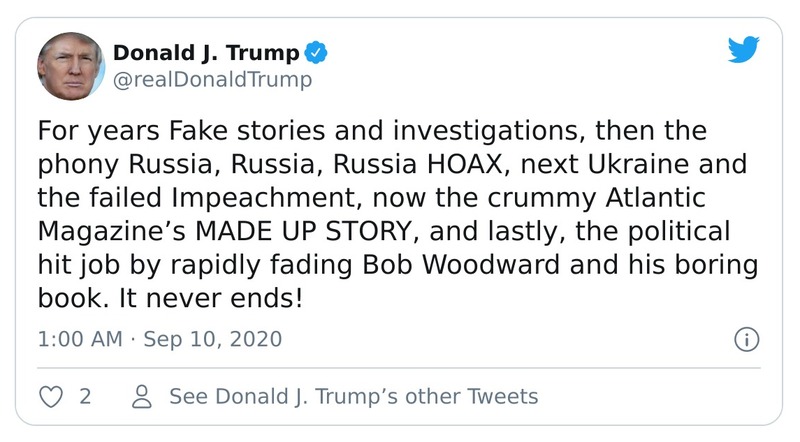 Donald J. Trump
@realDonaldTrump
For years Fake stories and investigations, then the
phony Russia, Russia, Russia HOAX, next Ukraine and
the failed Impeachment, now the crummy Atlantic
Magazine’s MADE UP STORY, and lastly, the political
hit job by rapidly fading Bob Woodward and his boring
book. It never ends!
1:00 AM · Sep 10, 2020
2 See Donald J. Trump’s other Tweets